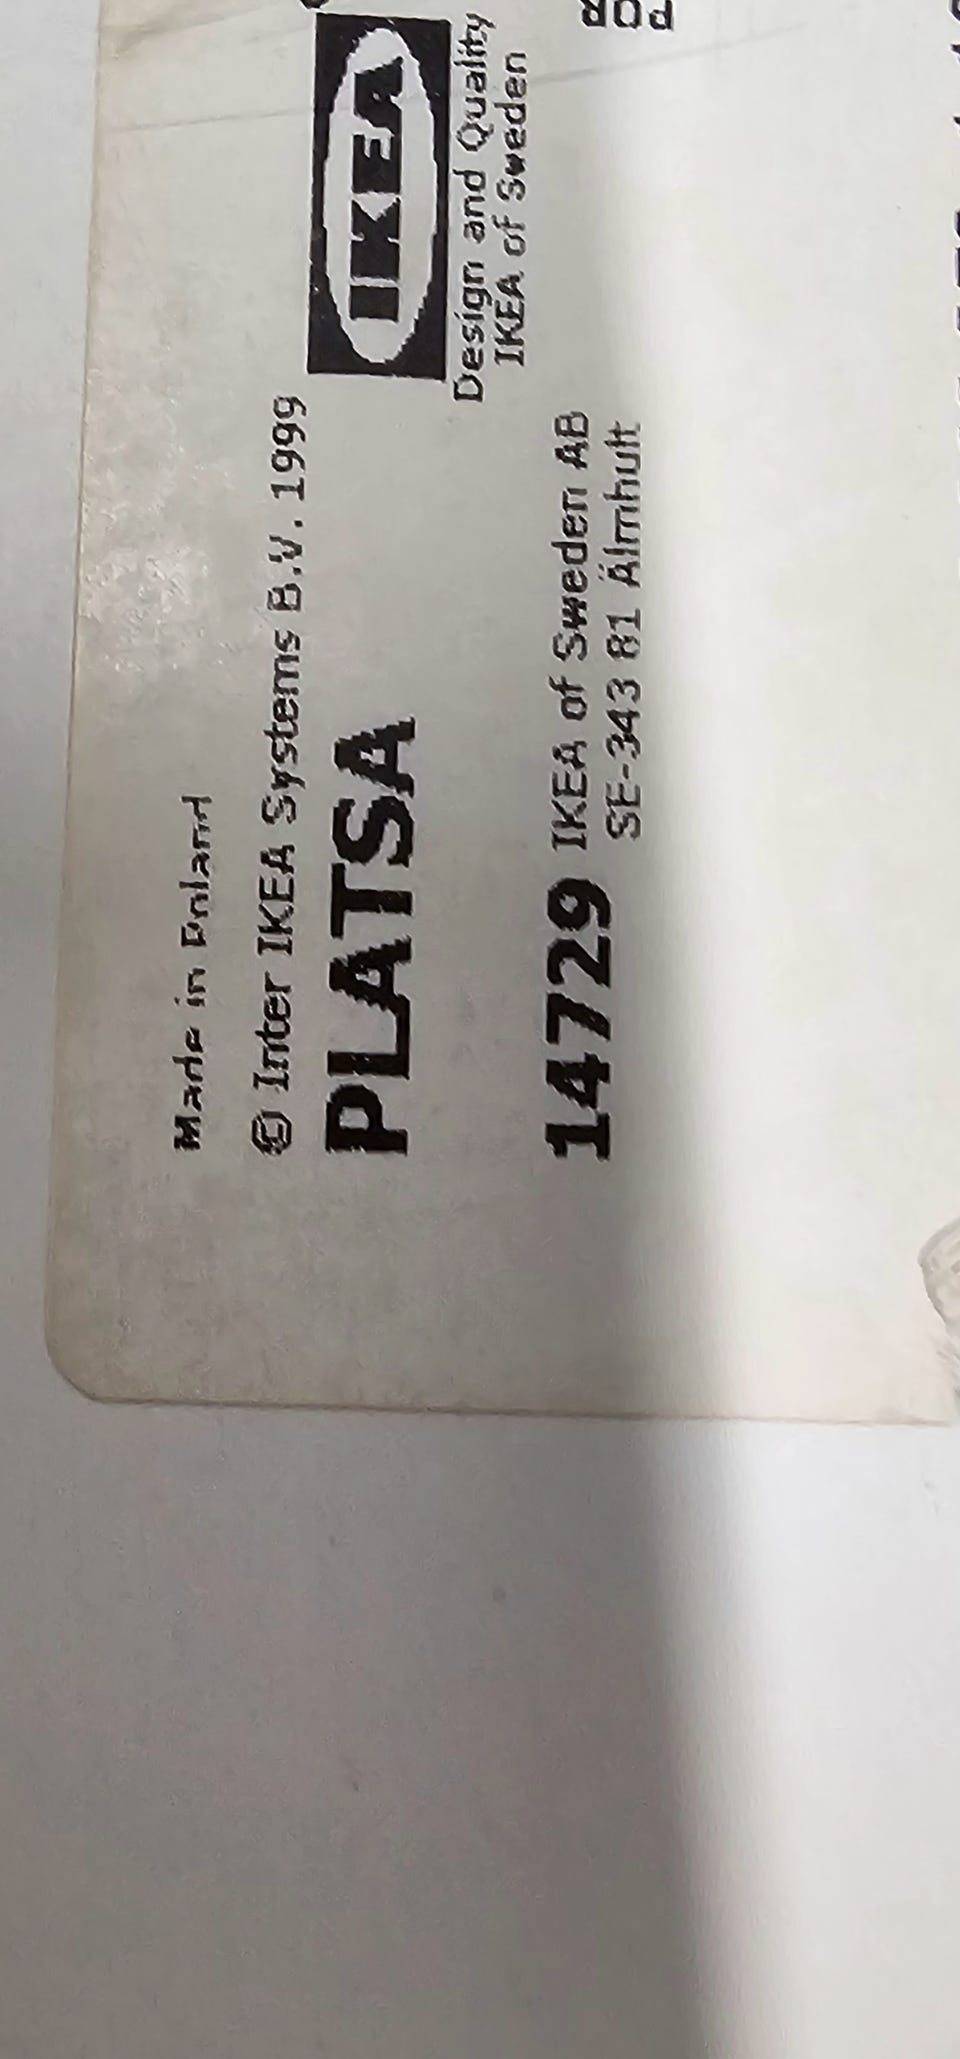 Made in Poland
© Inter IKEA Systems B.V. 1999
PLATSA
IKEA
Design and Quality
IKEA of Sweden
14729
IKEA of Sweden AB
SE-343 81 Älmhult